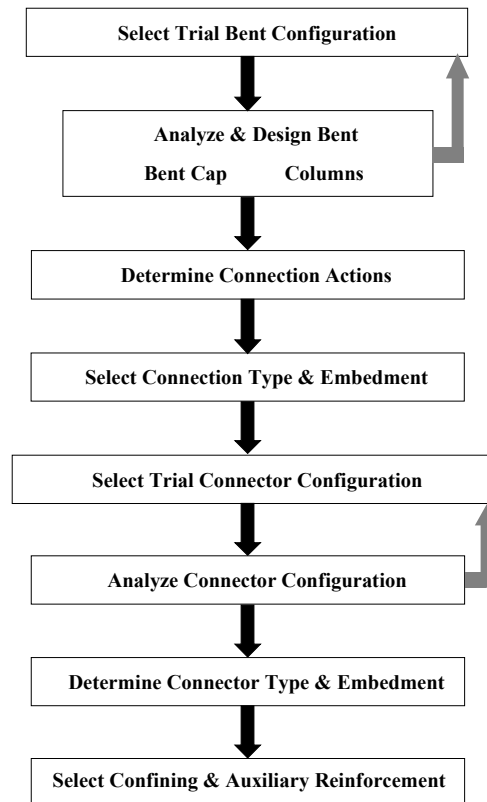 Select Trial Bent Configuration
Analyze & Design Bent
Bent Cap Columns
Determine Connection Actions
Select Connection Type & Embedment
Select Trial Connector Configuration
Analyze Connector Configuration
Determine Connector Type & Embedment
Select Confining & Auxiliary Reinforcement